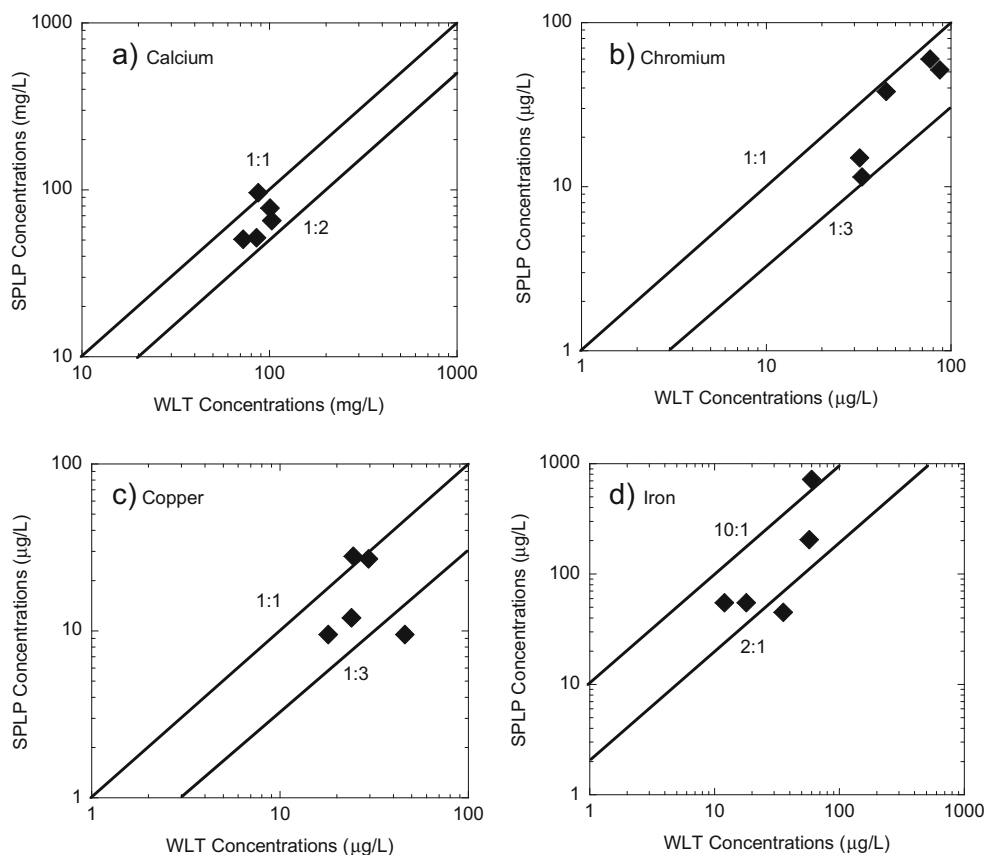 a) Calcium
SPLP Concentrations (mg/L)
1000
100
10
1:1
1:2
10
100
1000
WLT Concentrations (mg/L)
b) Chromium
SPLP Concentrations (μg/L)
100
10
1
1:1
1:3
1
10
100
WLT Concentrations (μg/L)
c) Copper
SPLP Concentrations (μg/L)
100
10
1
1:1
1:3
1
10
100
WLT Concentrations (μg/L)
d) Iron
SPLP Concentrations (μg/L)
1000
100
10
1
10:1
2:1
1
10
100
1000
WLT Concentrations (μg/L)